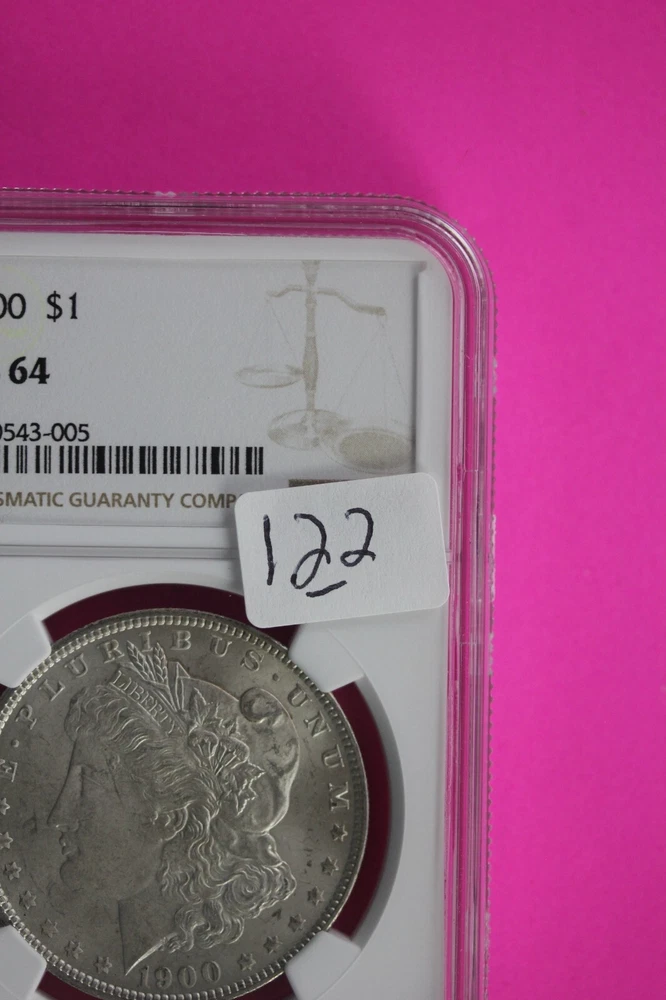 00 $1
64
0543-005
SMATIC GUARANTY COMP
122
E · PLURIBUS · UNUM
LIBERTY
1900